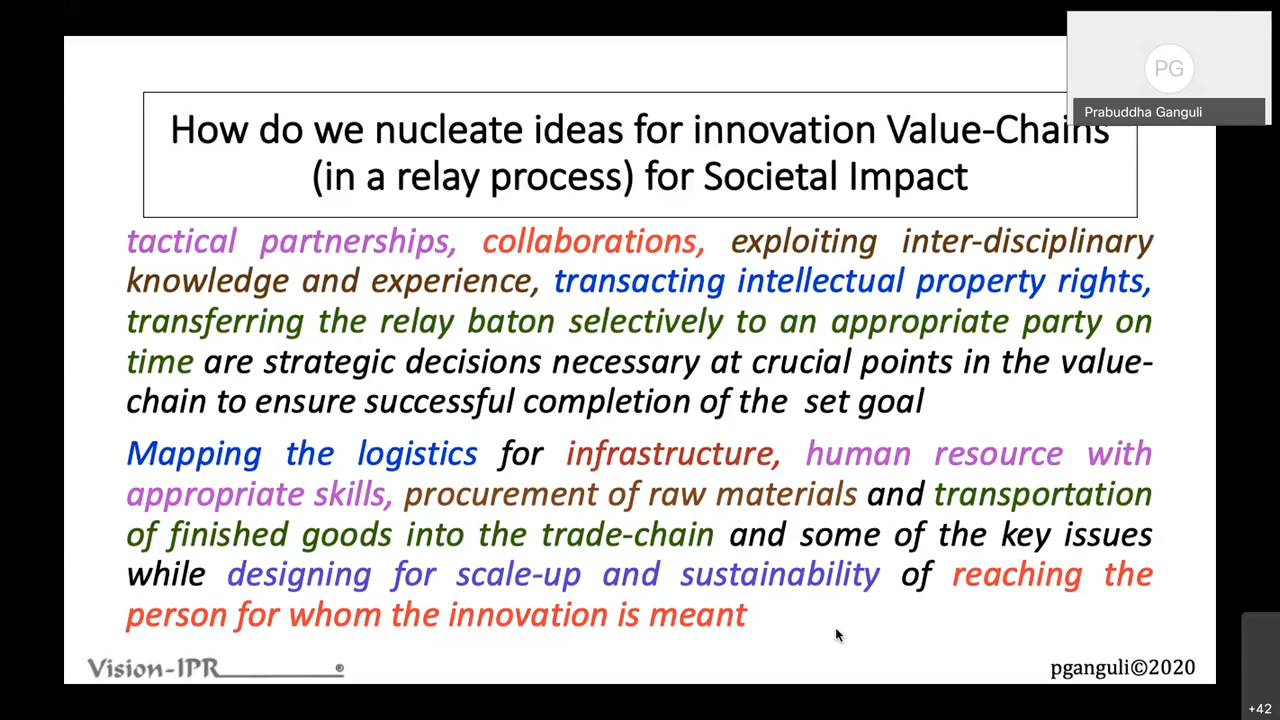 PG
Prabuddha Ganguli
How do we nucleate ideas for innovation Value-Chains
(in a relay process) for Societal Impact
tactical partnerships, collaborations, exploiting inter-disciplinary
knowledge and experience, transacting intellectual property rights,
transferring the relay baton selectively to an appropriate party on
time are strategic decisions necessary at crucial points in the value-
chain to ensure successful completion of the set goal
Mapping the logistics for infrastructure, human resource with
appropriate skills, procurement of raw materials and transportation
of finished goods into the trade-chain and some of the key issues
while designing for scale-up and sustainability of reaching the
person for whom the innovation is meant
Vision-IPR ®
pganguli©2020
+42